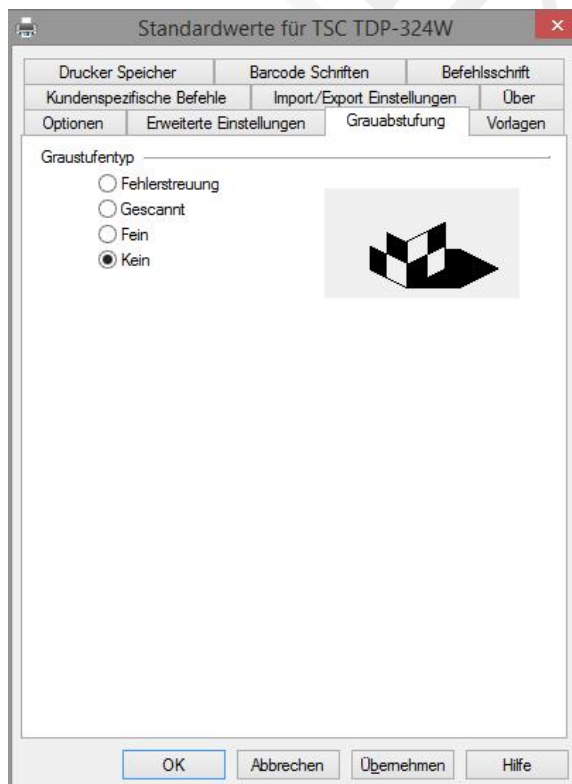 Standardwerte für TSC TDP-324W
Drucker Speicher Barcode Schriften Befehlsschrift
Kundenspezifische Befehle Import/Export Einstellungen Über
Optionen Erweiterte Einstellungen Grauabstufung Vorlagen
Graustufentyp
Fehlerstreuung
Gescannt
Fein
Kein
OK Abbrechen Übernehmen Hilfe